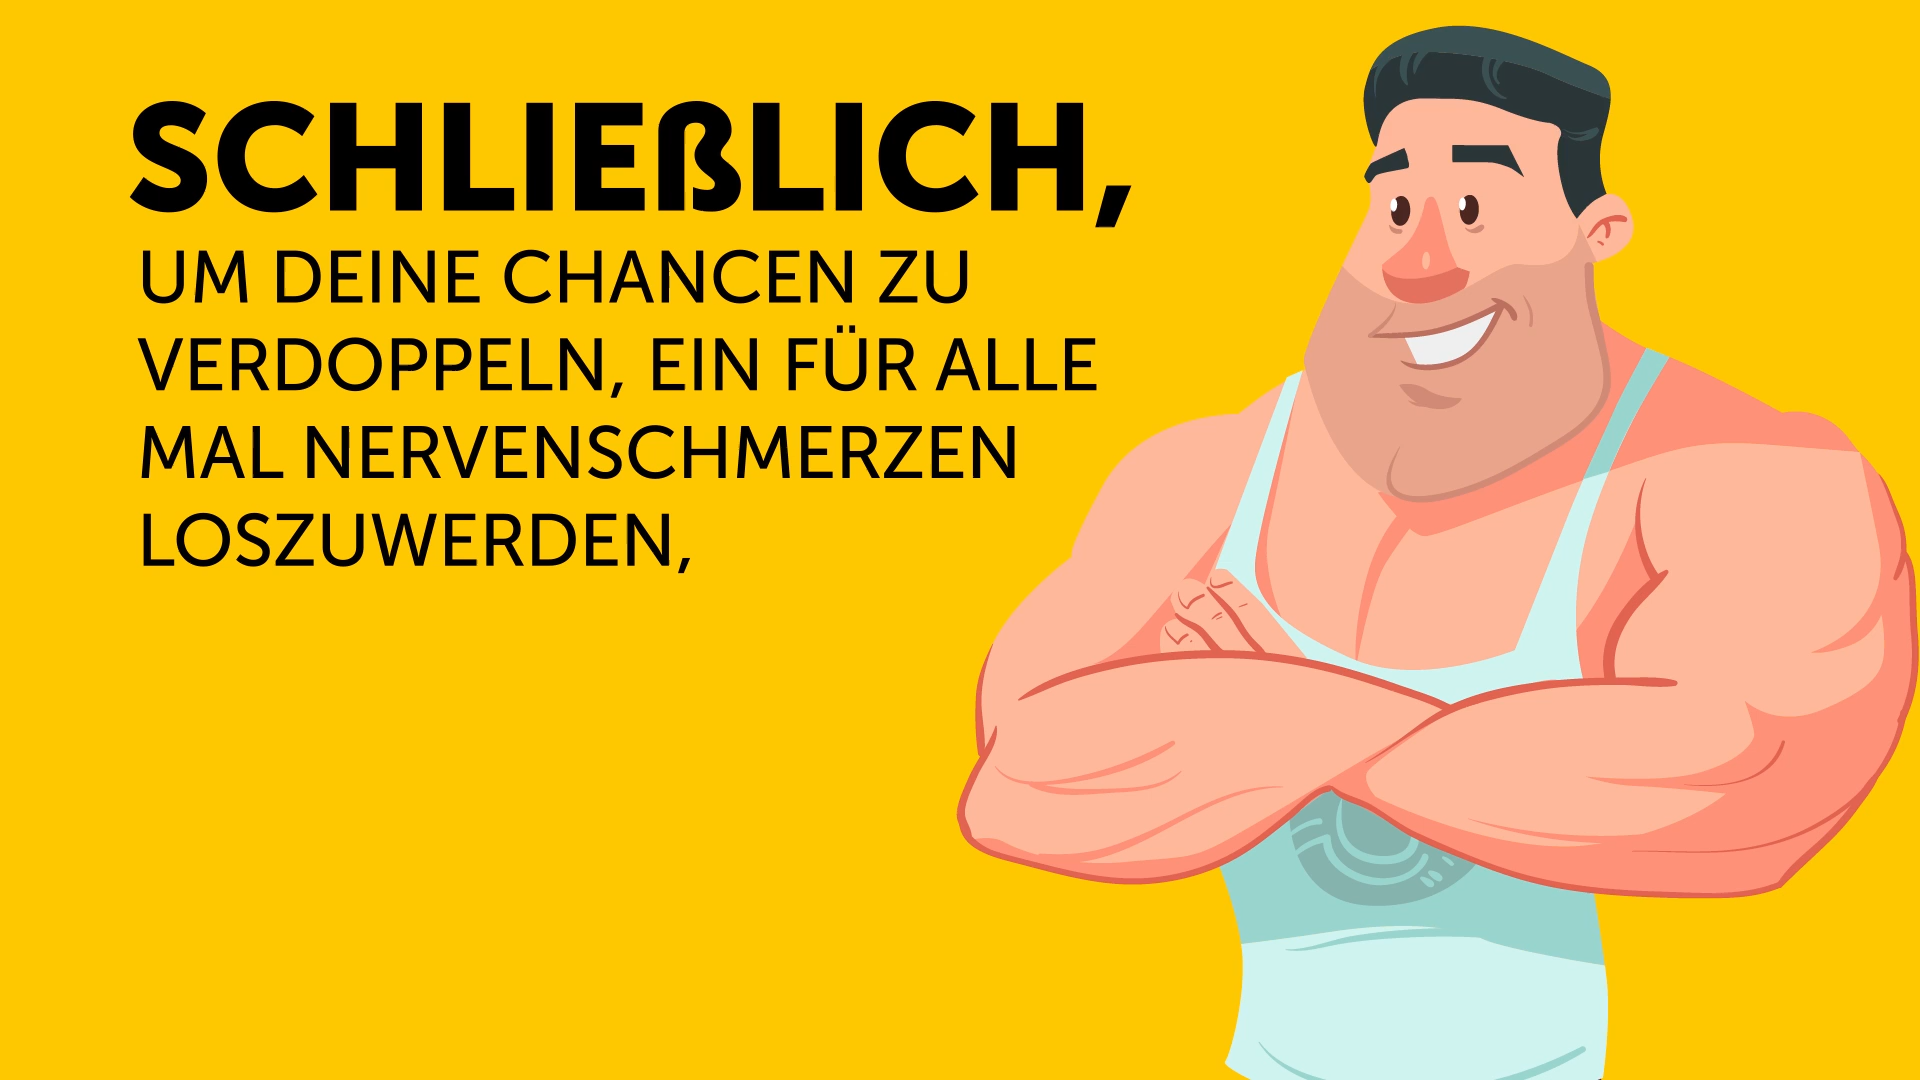 SCHLIEßLICH,
UM DEINE CHANCEN ZU
VERDOPPELN, EIN FÜR ALLE
MAL NERVENSCHMERZEN
LOSZUWERDEN,